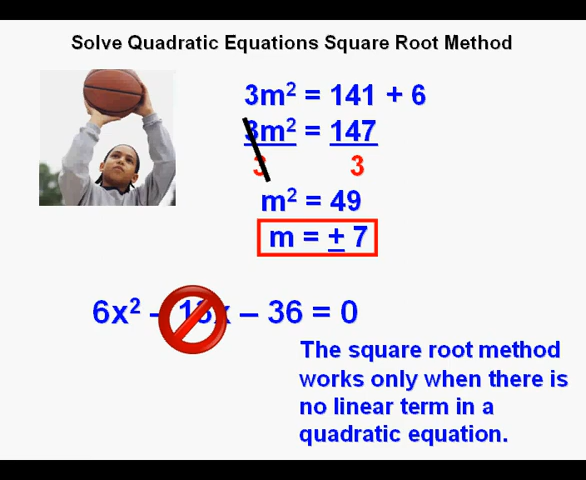 Solve Quadratic Equations Square Root Method
3m² = 141 + 6
3m² = 147
3 3
m² = 49
m = ± 7
6x² – 13x – 36 = 0
The square root method
works only when there is
no linear term in a
quadratic equation.